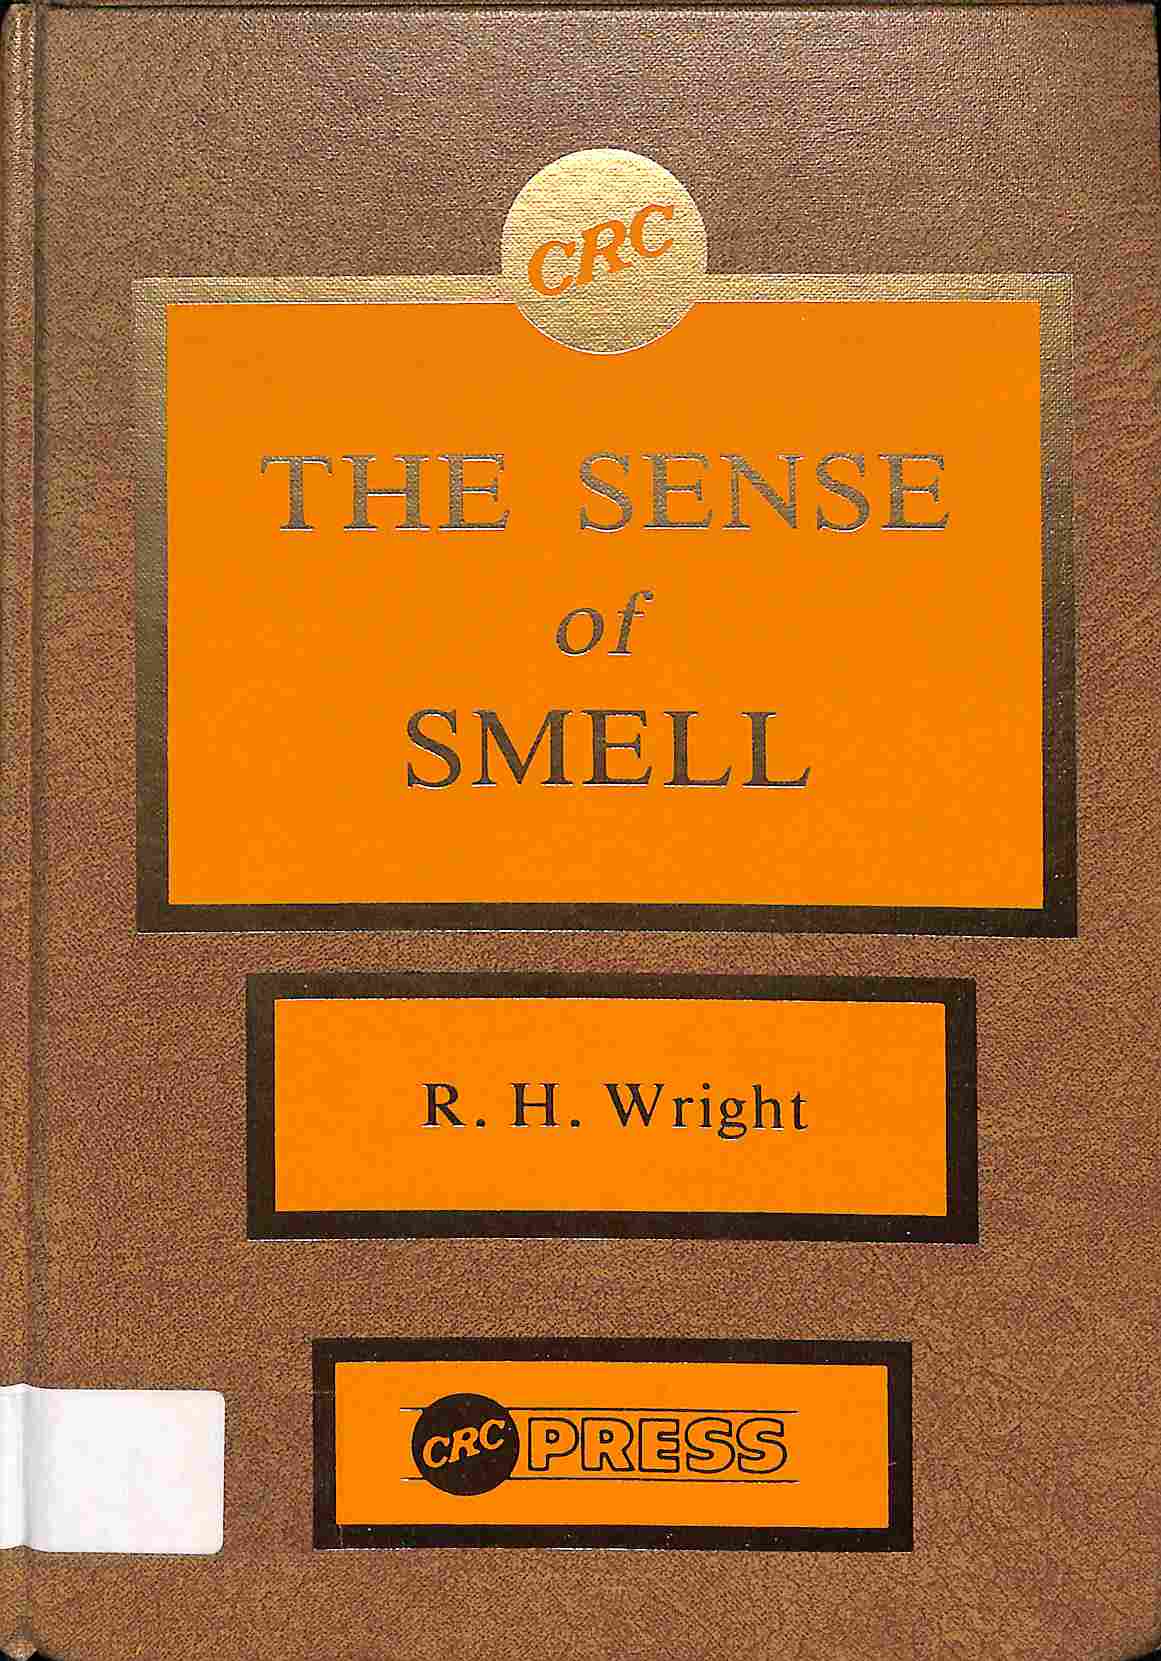 CRC
THE SENSE
of
SMELL
R. H. Wright
CRC PRESS